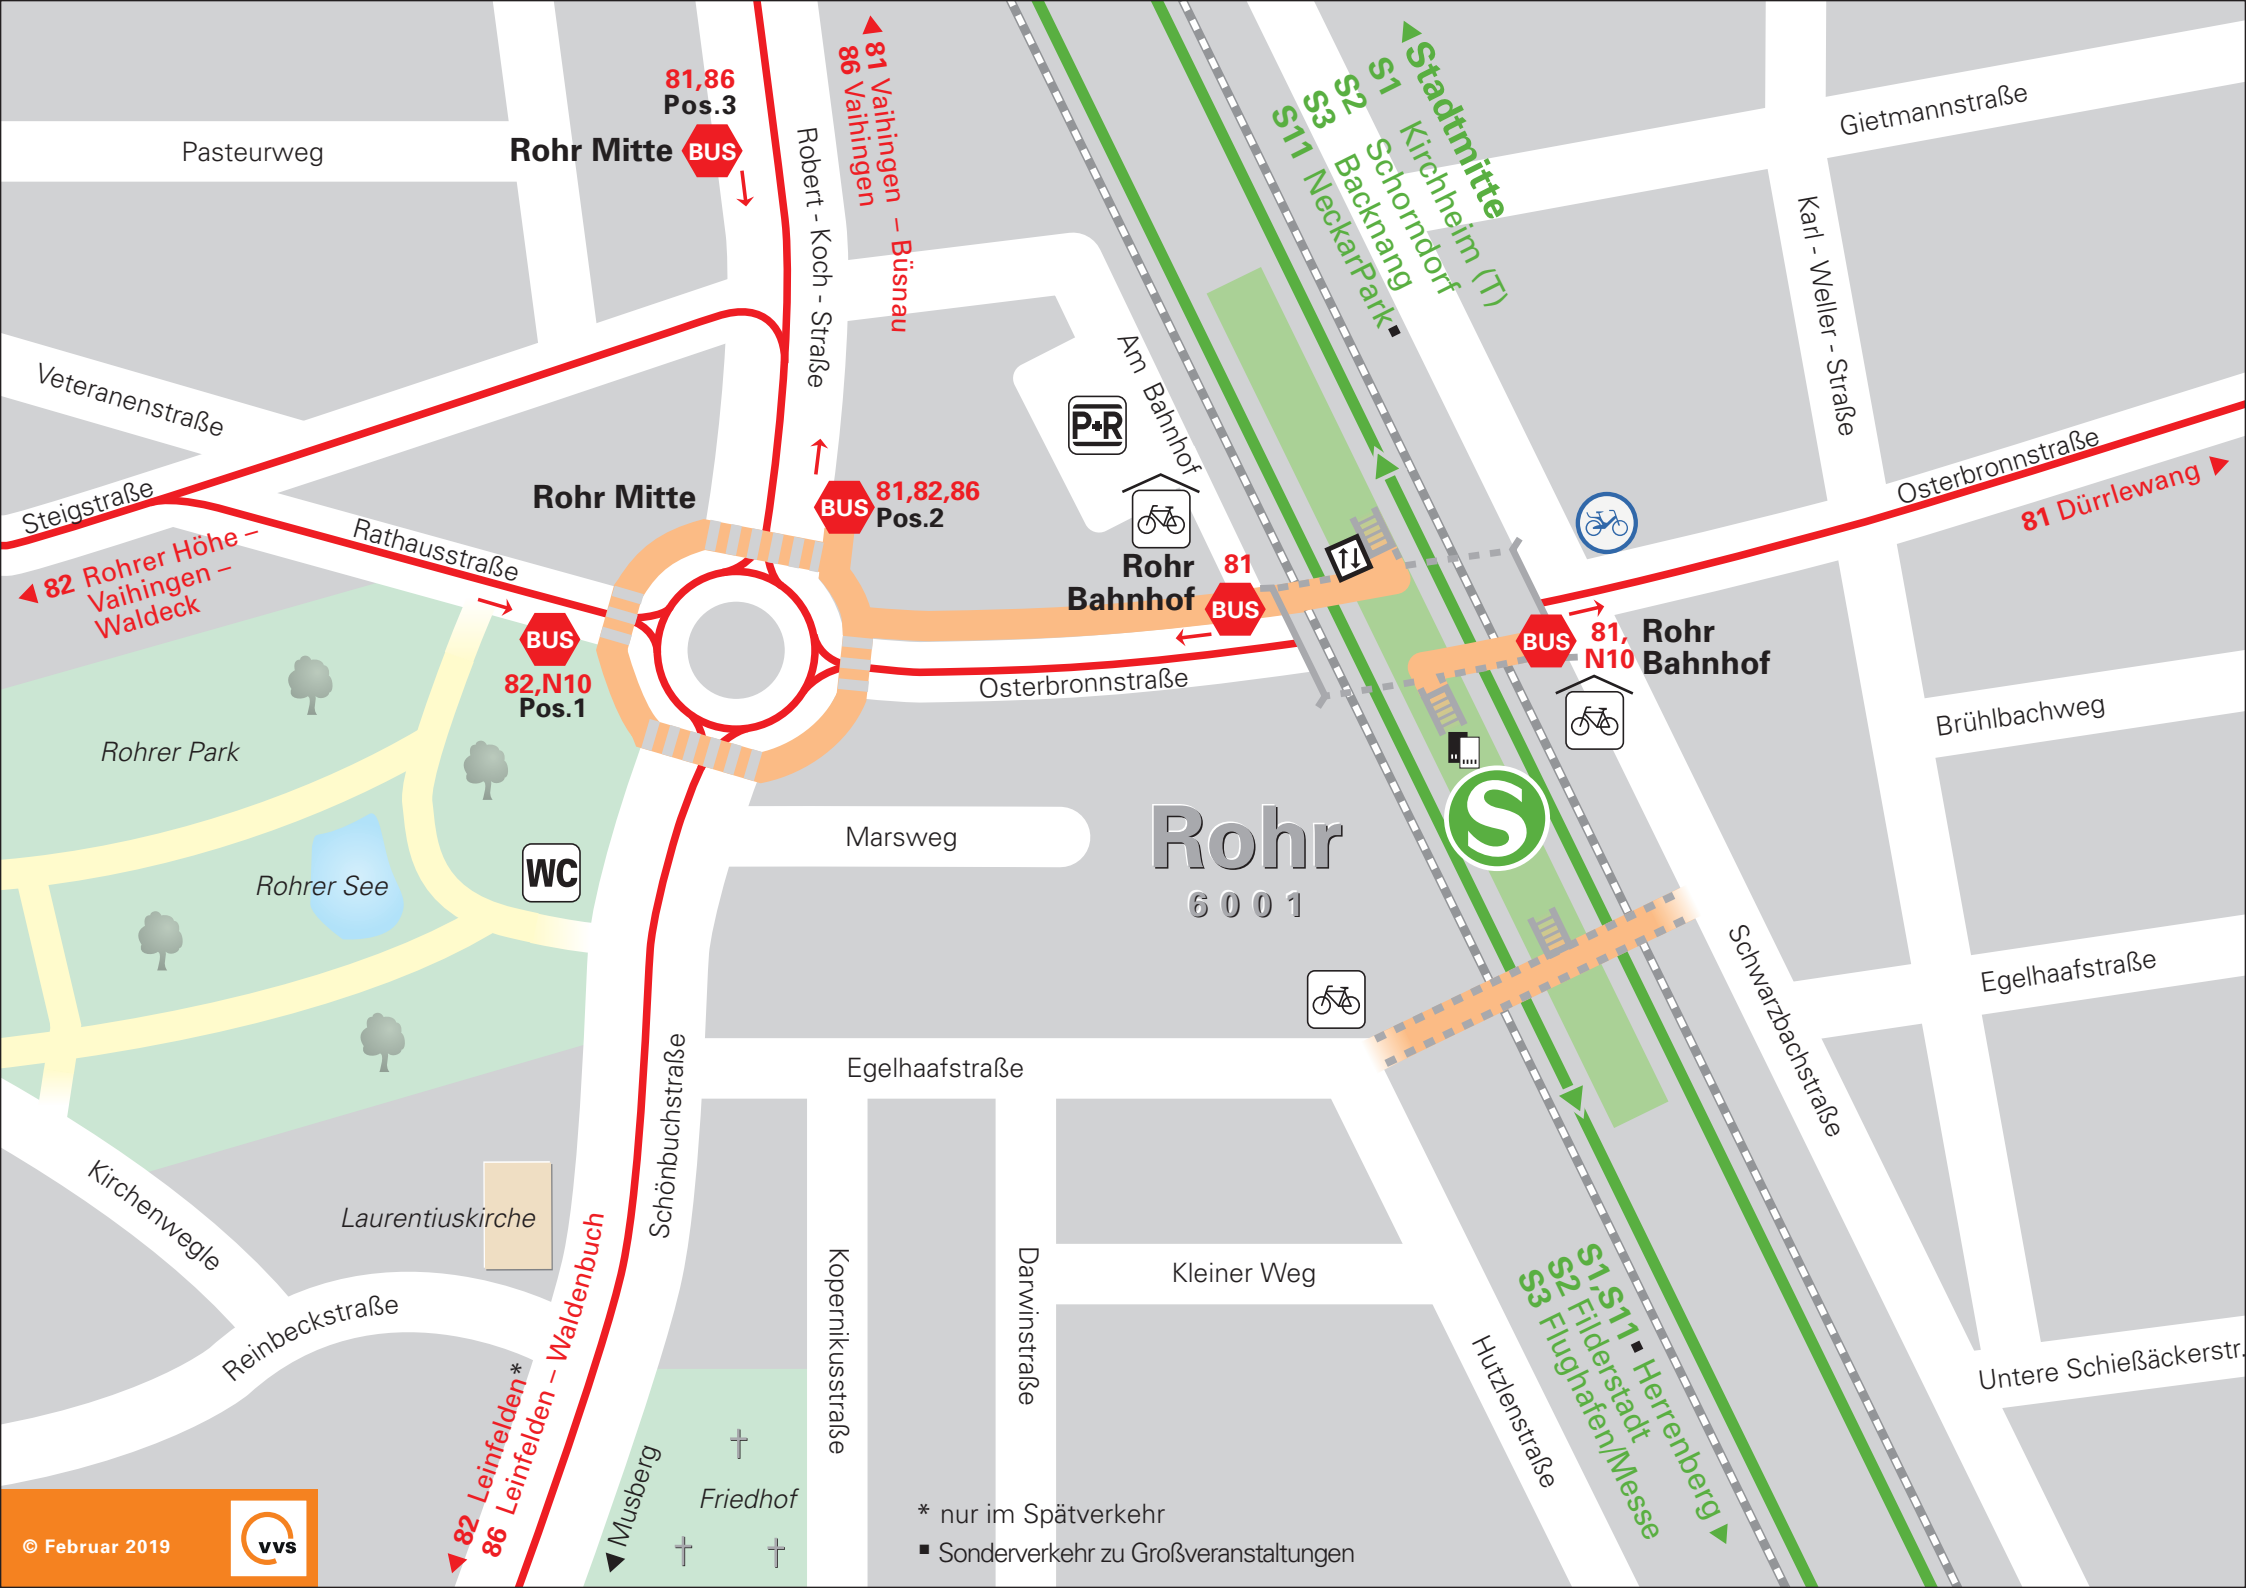 81,86
Pos.3
Rohr Mitte
BUS
Pasteurweg
Robert - Koch - Straße
81 Vaihingen – Büsnau
86 Vaihingen
Stadtmitte
S1 Kirchheim (T)
S2 Schorndorf
S3 Backnang
S11 NeckarPark▪
Gietmannstraße
Karl - Weller - Straße
Veteranenstraße
Steigstraße
Rathausstraße
82 Rohrer Höhe –
Vaihingen –
Waldeck
Rohr Mitte
BUS
81,82,86
Pos.2
P+R
Am Bahnhof
Rohr
Bahnhof
81
BUS
Osterbronnstraße
81 Dürrlewang
BUS
82,N10
Pos.1
BUS
81,
N10
Rohr
Bahnhof
Osterbronnstraße
Brühlbachweg
Rohrer Park
Rohrer See
WC
Marsweg
Rohr
6001
S
Schwarzbachstraße
Egelhaafstraße
Egelhaafstraße
Schönbuchstraße
Kirchenwegle
Laurentiuskirche
Reinbeckstraße
Kopernikusstraße
Darwinstraße
Kleiner Weg
Hutzlenstraße
S1,S11▪ Herrenberg
S2 Filderstadt
S3 Flughafen/Messe
Untere Schießäckerstr.
82 Leinfelden*
86 Leinfelden – Waldenbuch
Musberg
Friedhof
* nur im Spätverkehr
▪ Sonderverkehr zu Großveranstaltungen
© Februar 2019
vvs